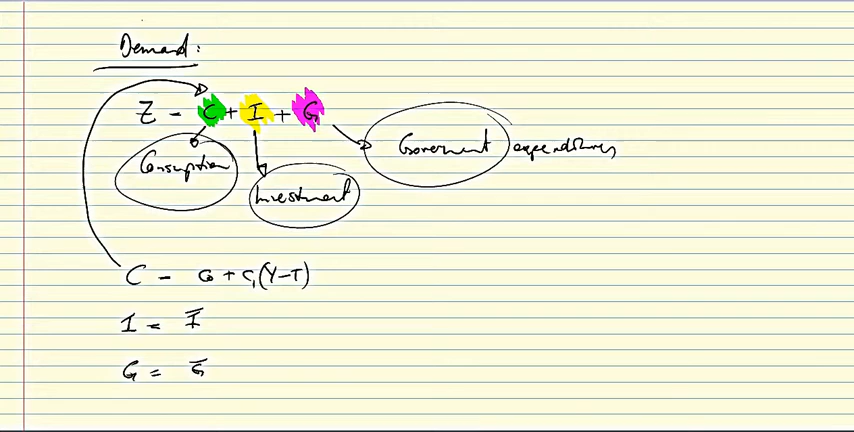 Demand:
Z = C + I + G
Consumption
Investment
Government expenditures
C = c₀ + c₁(Y-T)
I = Ī
G = Ḡ